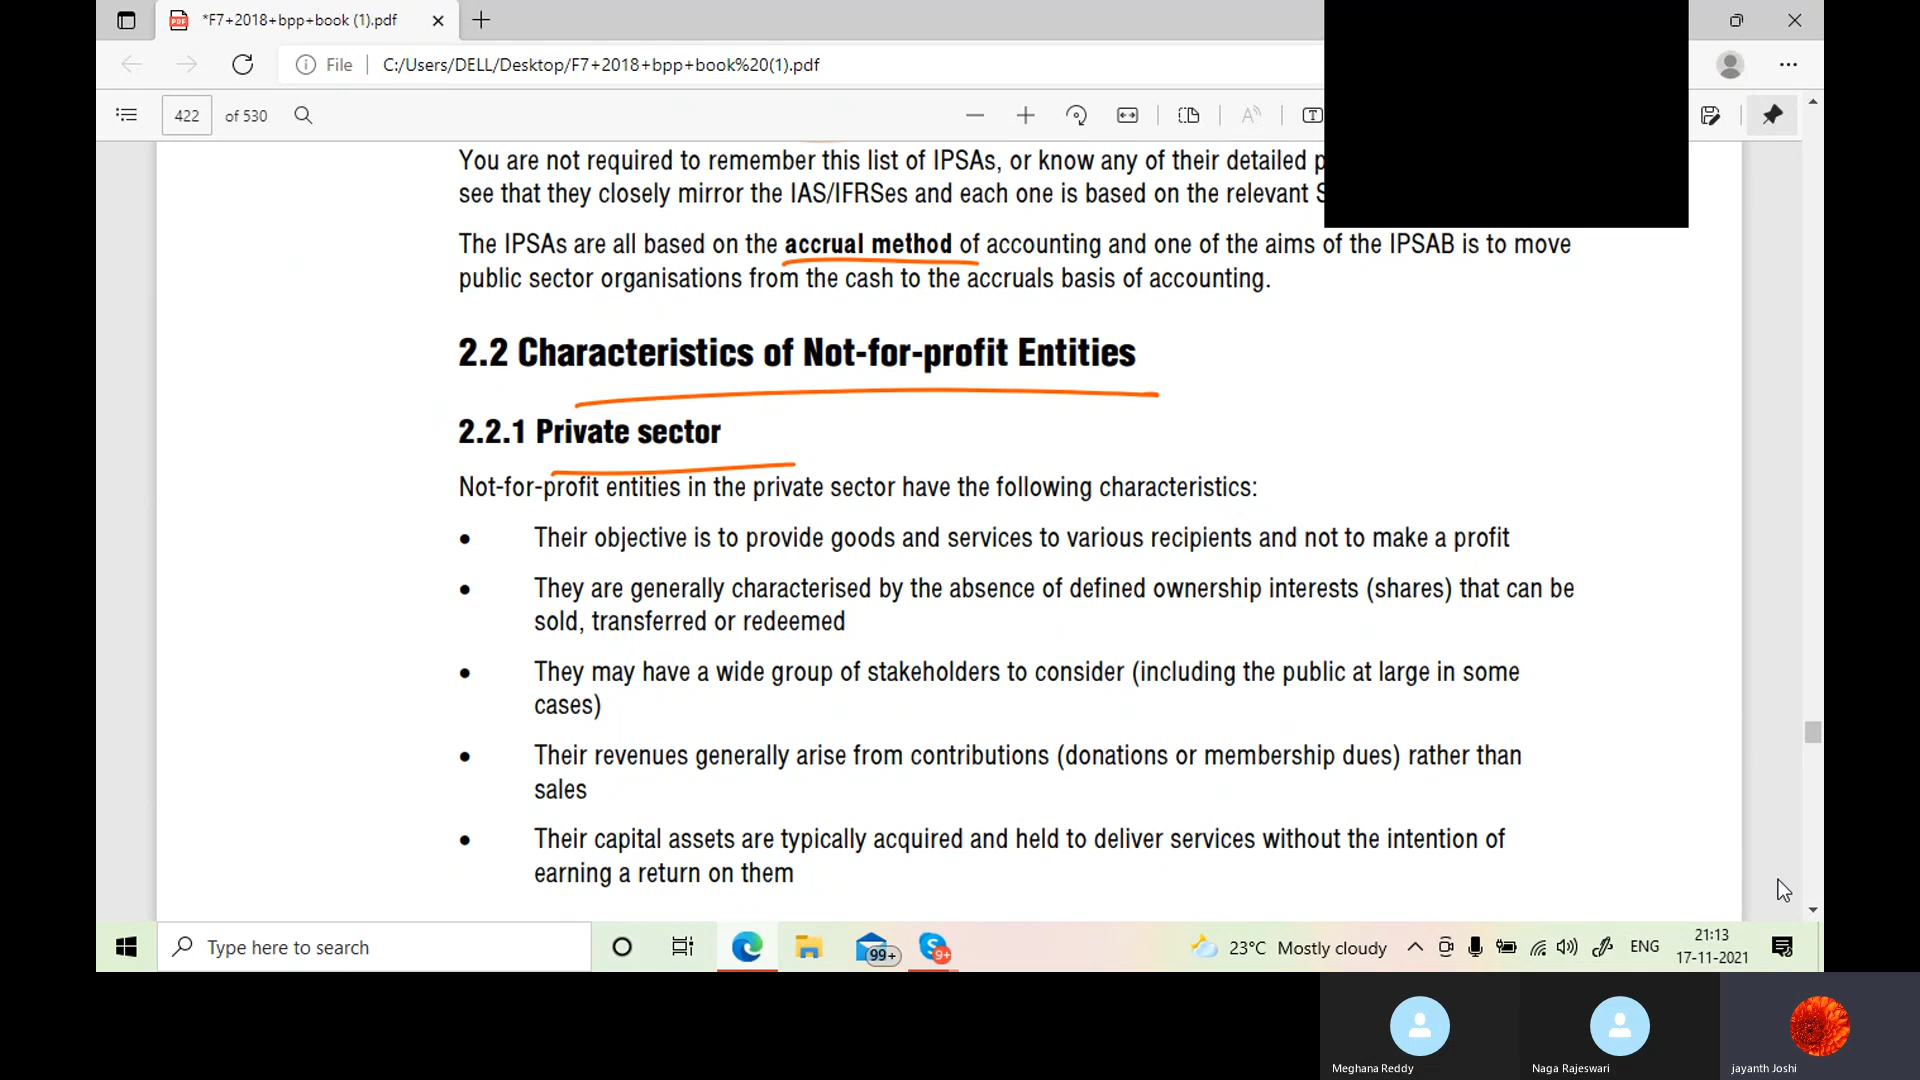 *F7+2018+bpp+book (1).pdf
File
C:/Users/DELL/Desktop/F7+2018+bpp+book%20(1).pdf
422 of 530
You are not required to remember this list of IPSAs, or know any of their detailed p
see that they closely mirror the IAS/IFRSes and each one is based on the relevant
The IPSAs are all based on the accrual method of accounting and one of the aims of the IPSAB is to move
public sector organisations from the cash to the accruals basis of accounting.
2.2 Characteristics of Not-for-profit Entities
2.2.1 Private sector
Not-for-profit entities in the private sector have the following characteristics:
• Their objective is to provide goods and services to various recipients and not to make a profit
• They are generally characterised by the absence of defined ownership interests (shares) that can be
sold, transferred or redeemed
• They may have a wide group of stakeholders to consider (including the public at large in some
cases)
• Their revenues generally arise from contributions (donations or membership dues) rather than
sales
• Their capital assets are typically acquired and held to deliver services without the intention of
earning a return on them
Type here to search
99+
9+
23°C Mostly cloudy
ENG
21:13
17-11-2021
Meghana Reddy
Naga Rajeswari
jayanth Joshi